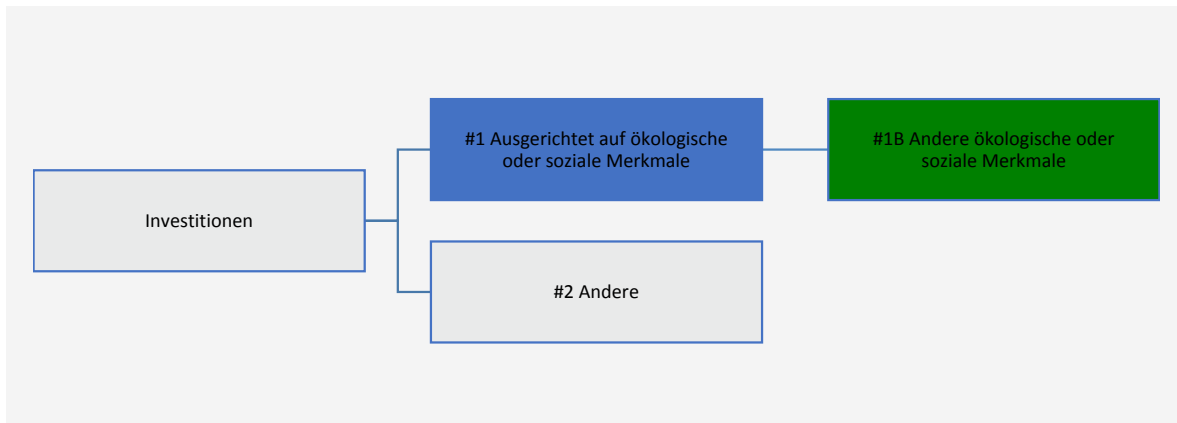 #1 Ausgerichtet auf ökologische
oder soziale Merkmale
#1B Andere ökologische oder
soziale Merkmale
Investitionen
#2 Andere